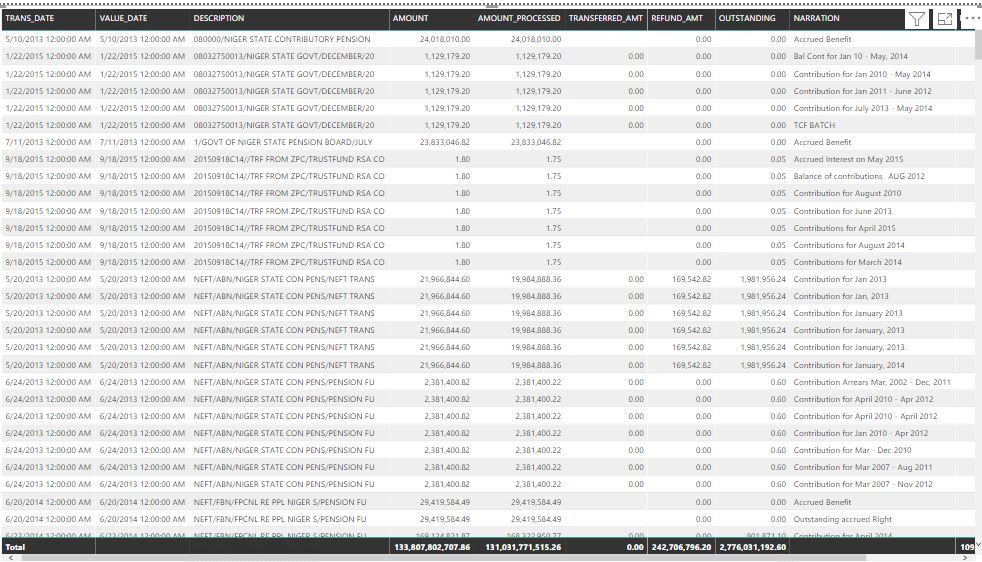 TRANS_DATE VALUE_DATE DESCRIPTION AMOUNT AMOUNT_PROCESSED TRANSFERRED_AMT REFUND_AMT OUTSTANDING NARRATION
5/10/2013 12:00:00 AM 5/10/2013 12:00:00 AM 080000/NIGER STATE CONTRIBUTORY PENSION 24,018,010.00 24,018,010.00 0.00 0.00 Accrued Benefit
1/22/2015 12:00:00 AM 1/22/2015 12:00:00 AM 08032750013/NIGER STATE GOVT/DECEMBER/20 1,129,179.20 1,129,179.20 0.00 0.00 0.00 Bal Cont for Jan 10 - May, 2014
1/22/2015 12:00:00 AM 1/22/2015 12:00:00 AM 08032750013/NIGER STATE GOVT/DECEMBER/20 1,129,179.20 1,129,179.20 0.00 0.00 0.00 Contribution for Jan 2010 - May 2014
1/22/2015 12:00:00 AM 1/22/2015 12:00:00 AM 08032750013/NIGER STATE GOVT/DECEMBER/20 1,129,179.20 1,129,179.20 0.00 0.00 0.00 Contribution for Jan 2011 - June 2012
1/22/2015 12:00:00 AM 1/22/2015 12:00:00 AM 08032750013/NIGER STATE GOVT/DECEMBER/20 1,129,179.20 1,129,179.20 0.00 0.00 0.00 Contribution for July 2013 - May 2014
1/22/2015 12:00:00 AM 1/22/2015 12:00:00 AM 08032750013/NIGER STATE GOVT/DECEMBER/20 1,129,179.20 1,129,179.20 0.00 0.00 0.00 TCF BATCH
7/11/2013 12:00:00 AM 7/11/2013 12:00:00 AM 1/GOVT OF NIGER STATE PENSION BOARD/JULY 23,833,046.82 23,833,046.82 0.00 0.00 Accrued Benefit
9/18/2015 12:00:00 AM 9/18/2015 12:00:00 AM 20150918C14//TRF FROM ZPC/TRUSTFUND RSA CO 1.80 1.75 0.00 0.05 Accrued Interest on May 2015
9/18/2015 12:00:00 AM 9/18/2015 12:00:00 AM 20150918C14//TRF FROM ZPC/TRUSTFUND RSA CO 1.80 1.75 0.00 0.05 Balance of contributions_AUG 2012
9/18/2015 12:00:00 AM 9/18/2015 12:00:00 AM 20150918C14//TRF FROM ZPC/TRUSTFUND RSA CO 1.80 1.75 0.00 0.05 Contribution for August 2010
9/18/2015 12:00:00 AM 9/18/2015 12:00:00 AM 20150918C14//TRF FROM ZPC/TRUSTFUND RSA CO 1.80 1.75 0.00 0.05 Contribution for June 2013
9/18/2015 12:00:00 AM 9/18/2015 12:00:00 AM 20150918C14//TRF FROM ZPC/TRUSTFUND RSA CO 1.80 1.75 0.00 0.05 Contributions for April 2015
9/18/2015 12:00:00 AM 9/18/2015 12:00:00 AM 20150918C14//TRF FROM ZPC/TRUSTFUND RSA CO 1.80 1.75 0.00 0.05 Contributions for August 2014
9/18/2015 12:00:00 AM 9/18/2015 12:00:00 AM 20150918C14//TRF FROM ZPC/TRUSTFUND RSA CO 1.80 1.75 0.00 0.05 Contributions for March 2014
5/20/2013 12:00:00 AM 5/20/2013 12:00:00 AM NEFT/ABN/NIGER STATE CON PENS/NEFT TRANS 21,966,844.60 19,984,888.36 0.00 169,542.82 1,981,956.24 Contribution for Jan 2013
5/20/2013 12:00:00 AM 5/20/2013 12:00:00 AM NEFT/ABN/NIGER STATE CON PENS/NEFT TRANS 21,966,844.60 19,984,888.36 0.00 169,542.82 1,981,956.24 Contribution for Jan, 2013
5/20/2013 12:00:00 AM 5/20/2013 12:00:00 AM NEFT/ABN/NIGER STATE CON PENS/NEFT TRANS 21,966,844.60 19,984,888.36 0.00 169,542.82 1,981,956.24 Contribution for January 2013
5/20/2013 12:00:00 AM 5/20/2013 12:00:00 AM NEFT/ABN/NIGER STATE CON PENS/NEFT TRANS 21,966,844.60 19,984,888.36 0.00 169,542.82 1,981,956.24 Contribution for January, 2013
5/20/2013 12:00:00 AM 5/20/2013 12:00:00 AM NEFT/ABN/NIGER STATE CON PENS/NEFT TRANS 21,966,844.60 19,984,888.36 0.00 169,542.82 1,981,956.24 Contribution for January, 2013.
5/20/2013 12:00:00 AM 5/20/2013 12:00:00 AM NEFT/ABN/NIGER STATE CON PENS/NEFT TRANS 21,966,844.60 19,984,888.36 0.00 169,542.82 1,981,956.24 Contribution for January, 2014
6/24/2013 12:00:00 AM 6/24/2013 12:00:00 AM NEFT/ABN/NIGER STATE CON PENS/PENSION FU 2,381,400.82 2,381,400.22 0.00 0.00 0.60 Contribution Arrears Mar, 2002 - Dec, 2011
6/24/2013 12:00:00 AM 6/24/2013 12:00:00 AM NEFT/ABN/NIGER STATE CON PENS/PENSION FU 2,381,400.82 2,381,400.22 0.00 0.00 0.60 Contribution for April 2010 - Apr 2012
6/24/2013 12:00:00 AM 6/24/2013 12:00:00 AM NEFT/ABN/NIGER STATE CON PENS/PENSION FU 2,381,400.82 2,381,400.22 0.00 0.00 0.60 Contribution for April 2010 - April 2012
6/24/2013 12:00:00 AM 6/24/2013 12:00:00 AM NEFT/ABN/NIGER STATE CON PENS/PENSION FU 2,381,400.82 2,381,400.22 0.00 0.00 0.60 Contribution for Jan 2010 - Apr 2012
6/24/2013 12:00:00 AM 6/24/2013 12:00:00 AM NEFT/ABN/NIGER STATE CON PENS/PENSION FU 2,381,400.82 2,381,400.22 0.00 0.00 0.60 Contribution for Mar - Dec 2010
6/24/2013 12:00:00 AM 6/24/2013 12:00:00 AM NEFT/ABN/NIGER STATE CON PENS/PENSION FU 2,381,400.82 2,381,400.22 0.00 0.00 0.60 Contribution for Mar 2007 - Aug 2011
6/24/2013 12:00:00 AM 6/24/2013 12:00:00 AM NEFT/ABN/NIGER STATE CON PENS/PENSION FU 2,381,400.82 2,381,400.22 0.00 0.00 0.60 Contribution for Mar 2007 - Nov 2012
6/20/2014 12:00:00 AM 6/20/2014 12:00:00 AM NEFT/FBN/FPCNL RE PPL NIGER S/PENSION FU 29,419,584.49 29,419,584.49 0.00 0.00 Accrued Benefit
6/20/2014 12:00:00 AM 6/20/2014 12:00:00 AM NEFT/FBN/FPCNL RE PPL NIGER S/PENSION FU 29,419,584.49 29,419,584.49 0.00 0.00 Outstanding accrued Right
6/23/2014 12:00:00 AM 6/23/2014 12:00:00 AM NEFT/FBN/FPCNL RE PPL NIGER S/PENSION FU 169,124,821.87 168,322,950.77 0.00 801,871.10 Contribution for April 2014
Total 133,807,802,707.86 131,031,771,515.26 0.00 242,706,796.20 2,776,031,192.60 109